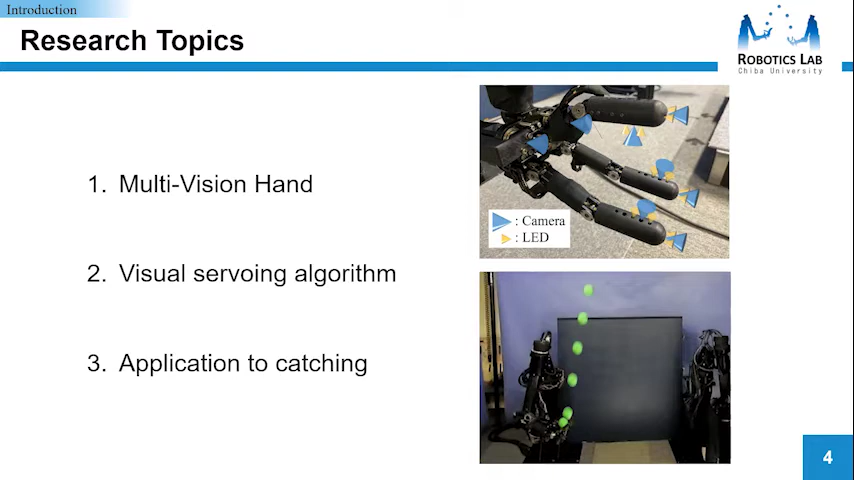 Introduction
Research Topics
ROBOTICS LAB
Chiba University
1. Multi-Vision Hand
2. Visual servoing algorithm
3. Application to catching
: Camera
: LED
4